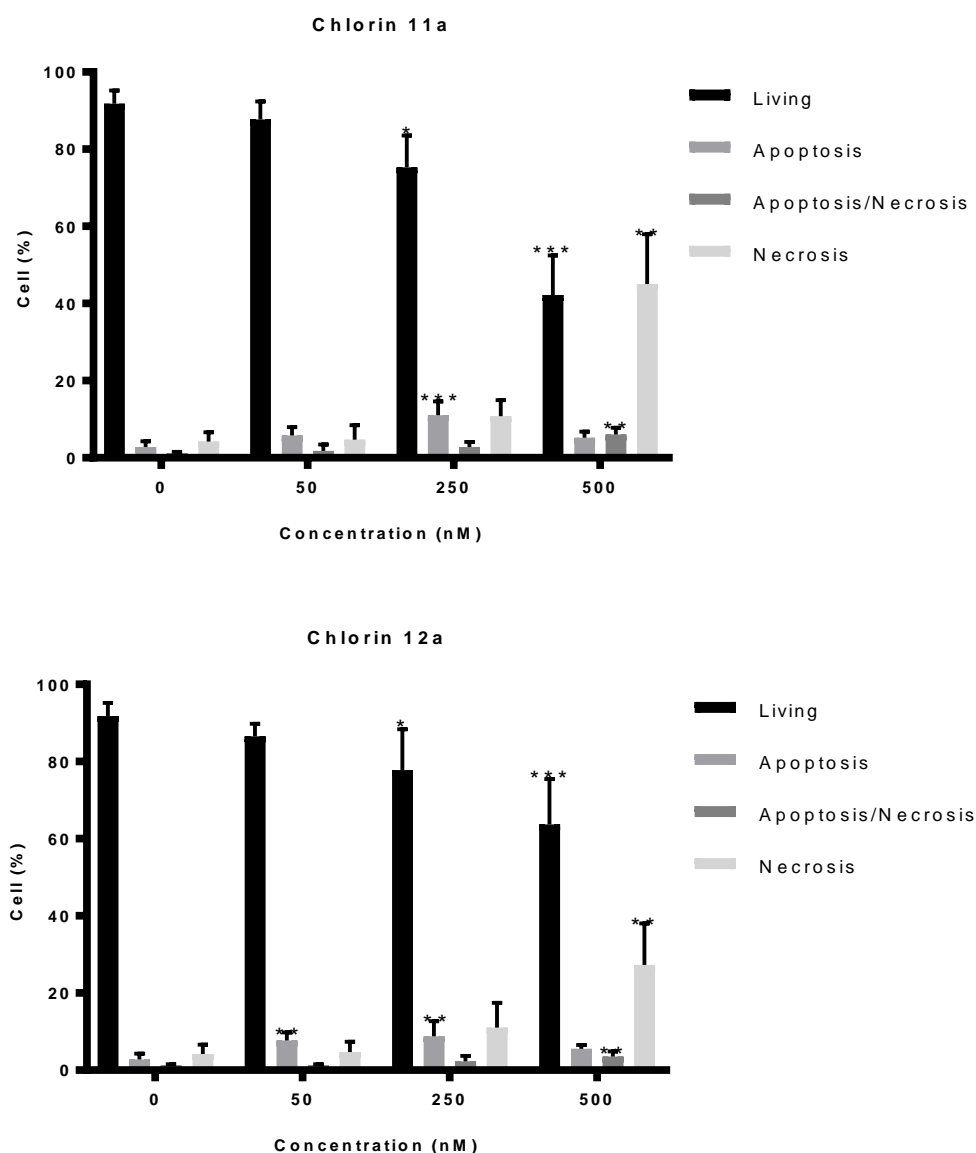 Chlorin 11a
100
80
60
40
20
0
Cell (%)
*
***
***
**
**
0 50 250 500
Concentration (nM)
Living
Apoptosis
Apoptosis/Necrosis
Necrosis
Chlorin 12a
100
80
60
40
20
0
Cell (%)
**
*
**
***
**
**
0 50 250 500
Concentration (nM)
Living
Apoptosis
Apoptosis/Necrosis
Necrosis